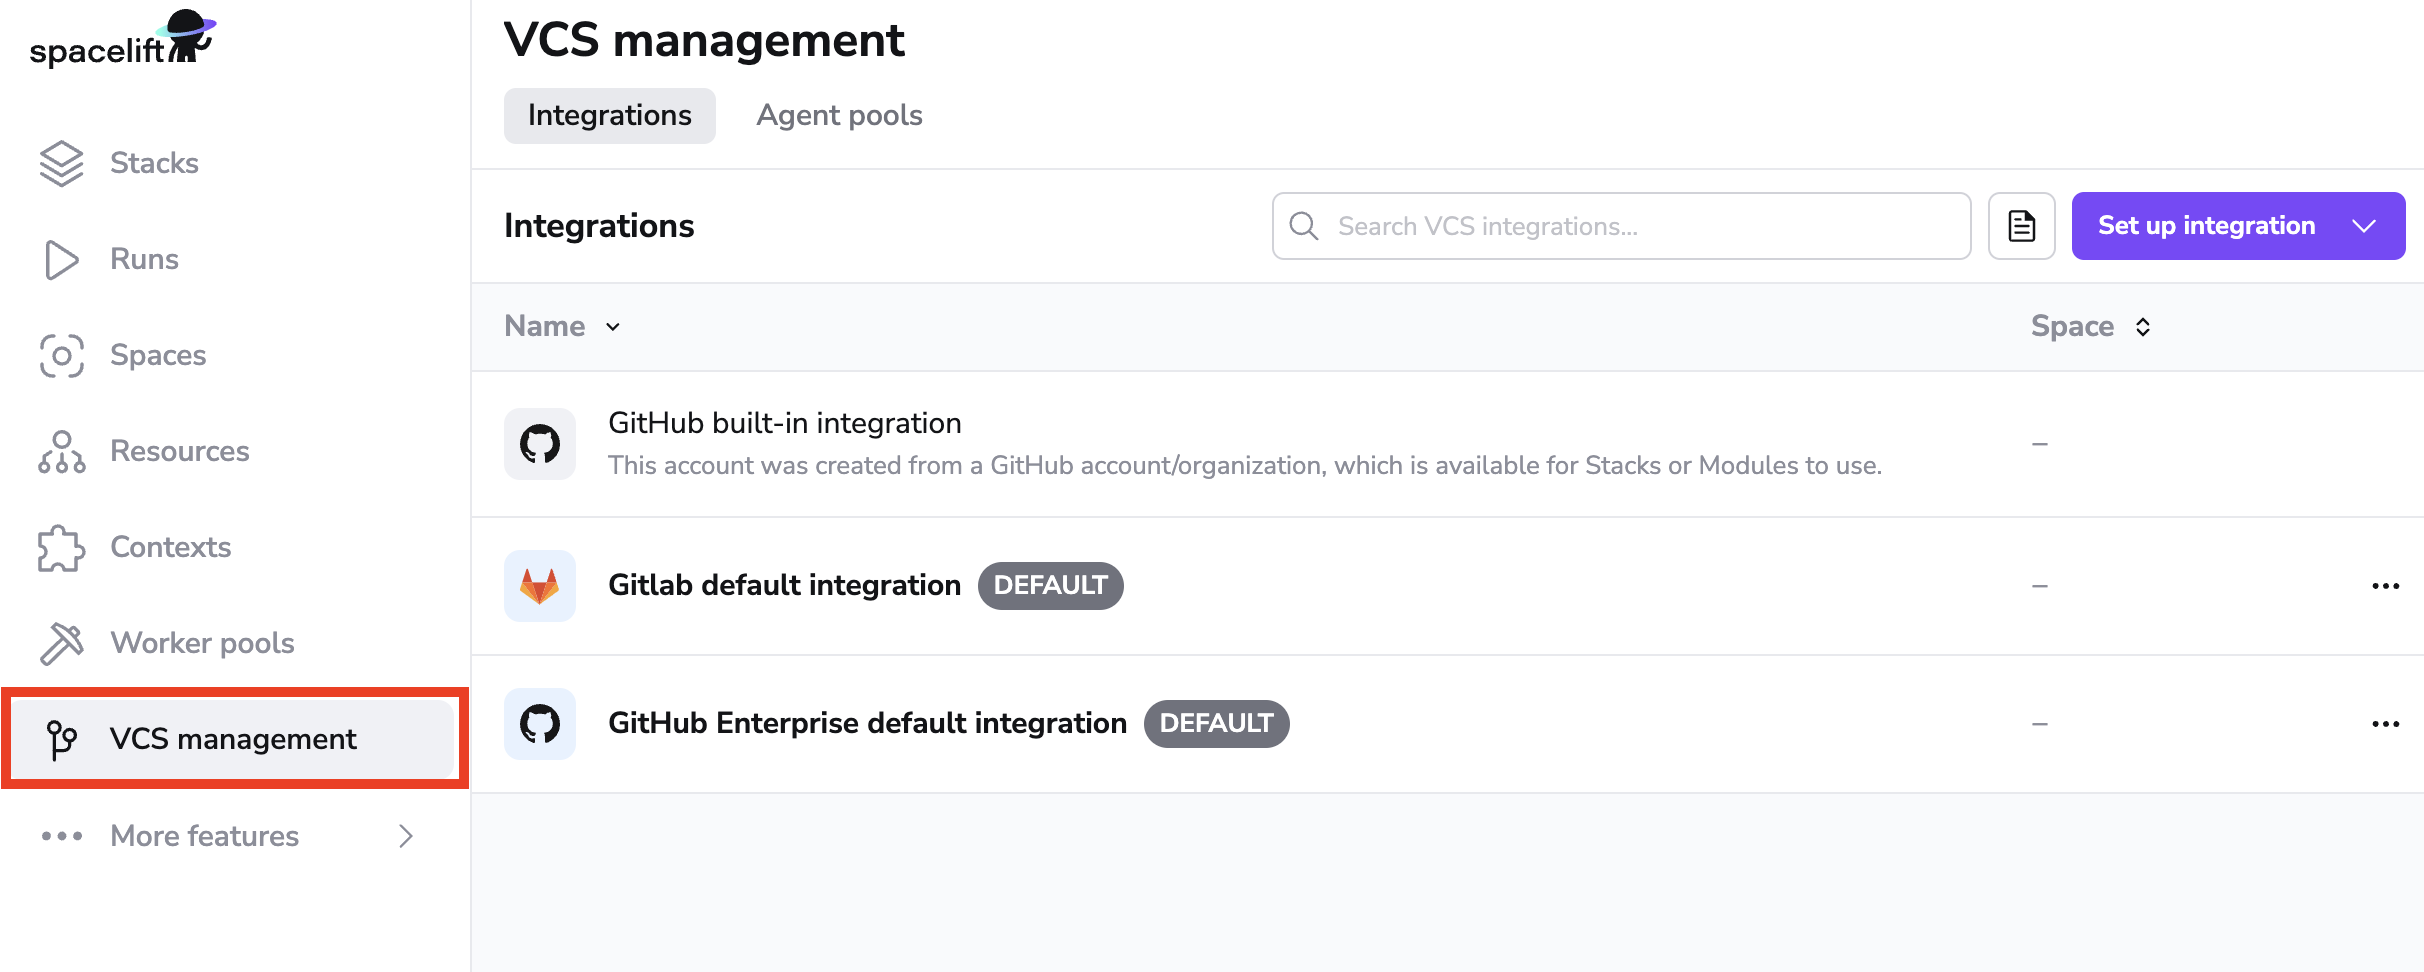 spacelift
Stacks
Runs
Spaces
Resources
Contexts
Worker pools
VCS management
More features
VCS management
Integrations
Agent pools
Integrations
Search VCS integrations...
Set up integration
Name
Space
GitHub built-in integration
This account was created from a GitHub account/organization, which is available for Stacks or Modules to use.
–
Gitlab default integration DEFAULT
–
GitHub Enterprise default integration DEFAULT
–